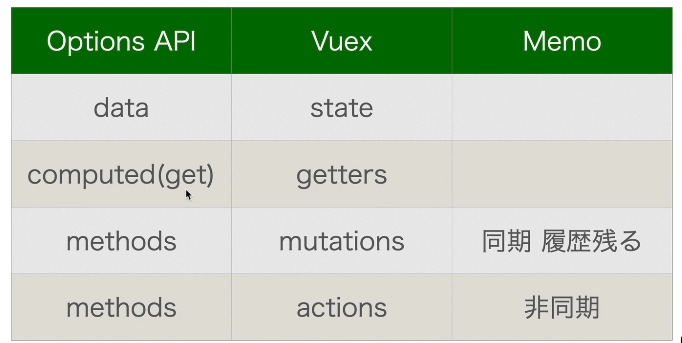 Options API Vuex Memo
data state
computed(get) getters
methods mutations 同期 履歴残る
methods actions 非同期